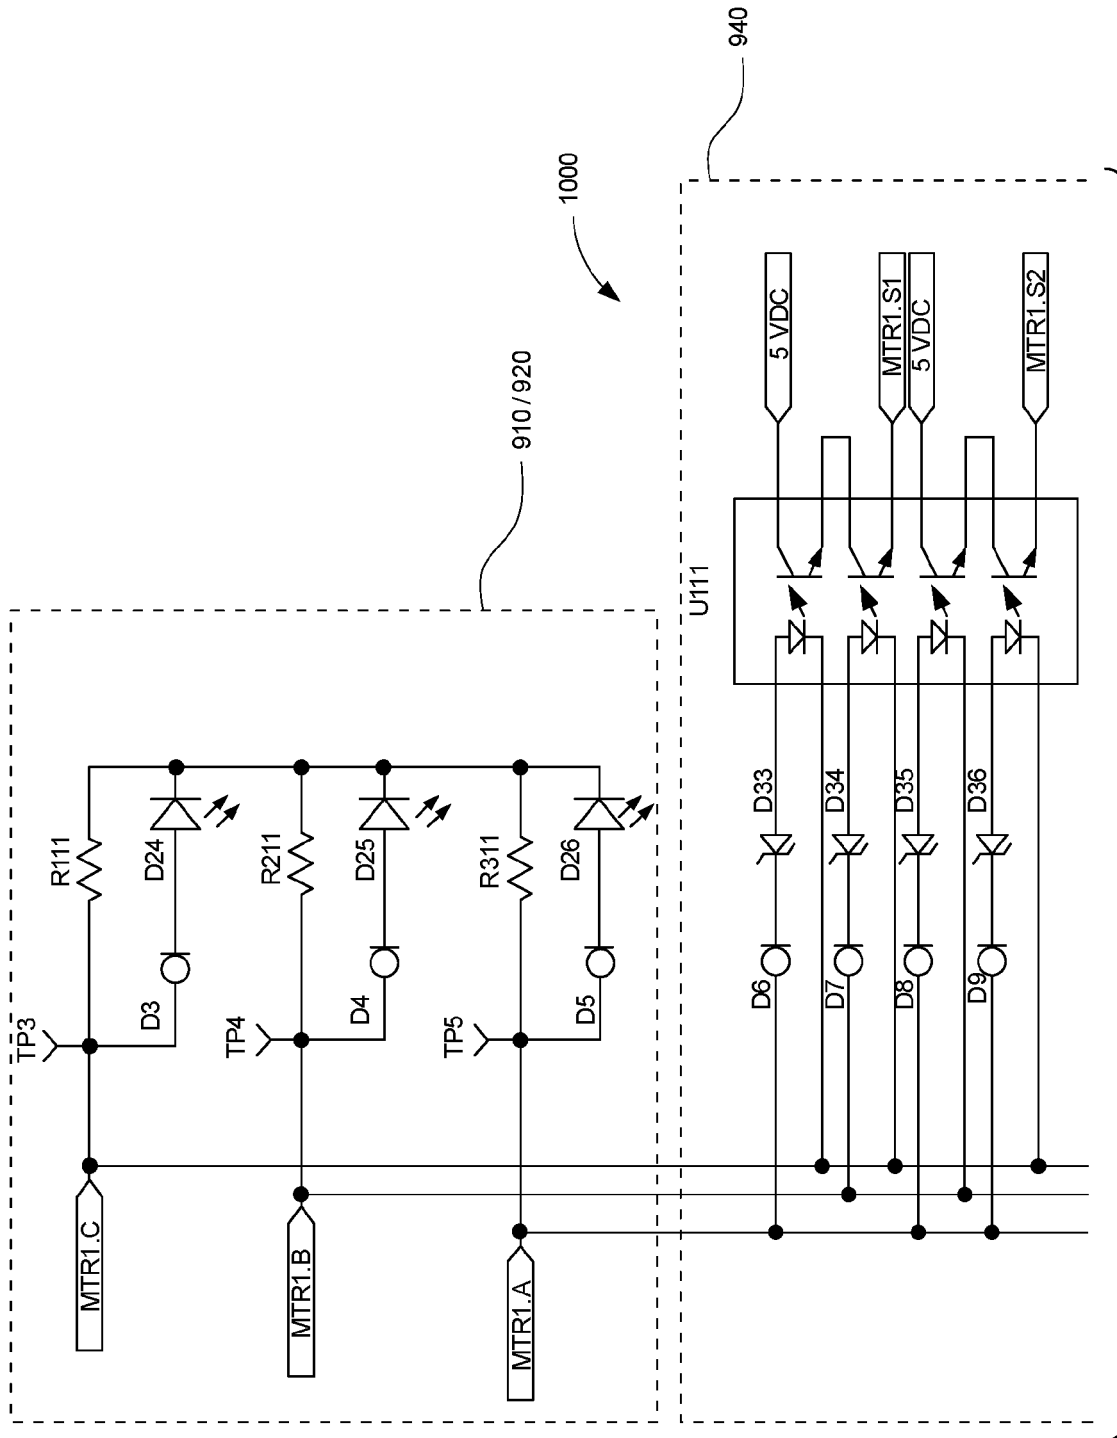 940
1000
910 / 920
5 VDC
MTR1.S1
5 VDC
MTR1.S2
U111
R111
D24
R211
D25
R311
D26
D33
D34
D35
D36
TP3
D3
TP4
D4
TP5
D5
D6
D7
D8
D9
MTR1.C
MTR1.B
MTR1.A